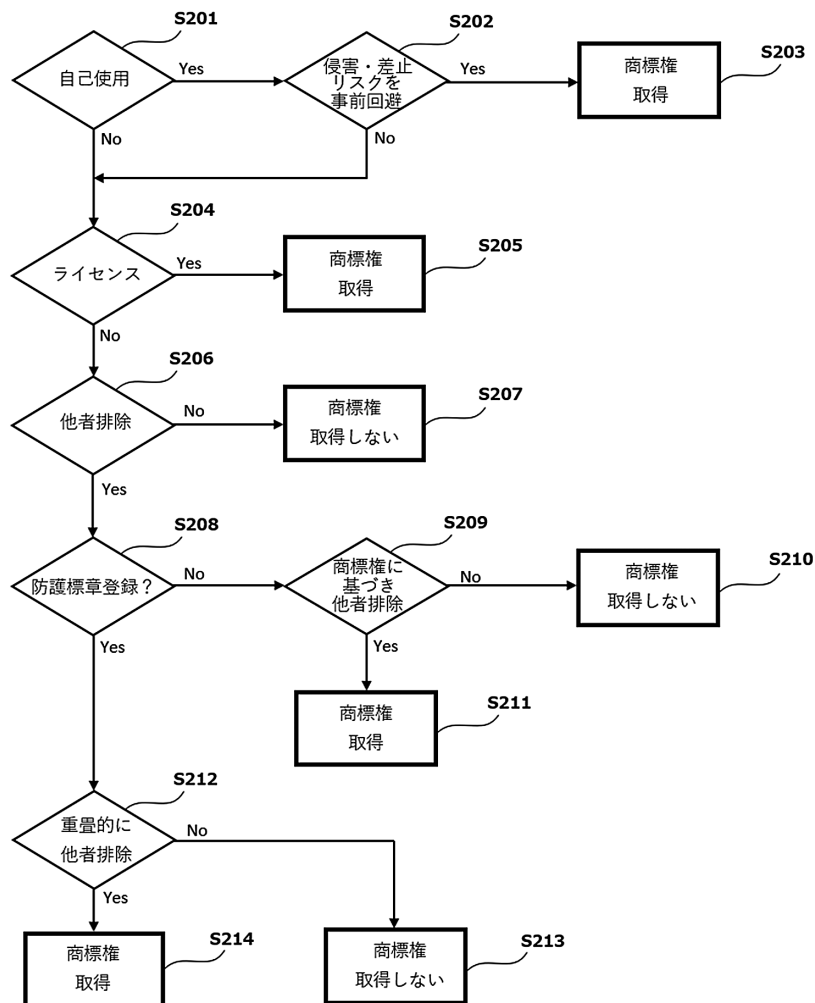 S201
自己使用
Yes
No
S202
侵害・差止
リスクを
事前回避
Yes
No
S203
商標権
取得
S204
ライセンス
Yes
No
S205
商標権
取得
S206
他者排除
No
Yes
S207
商標権
取得しない
S208
防護標章登録？
No
Yes
S209
商標権に
基づき
他者排除
No
Yes
S210
商標権
取得しない
S211
商標権
取得
S212
重畳的に
他者排除
No
Yes
S214
商標権
取得
S213
商標権
取得しない